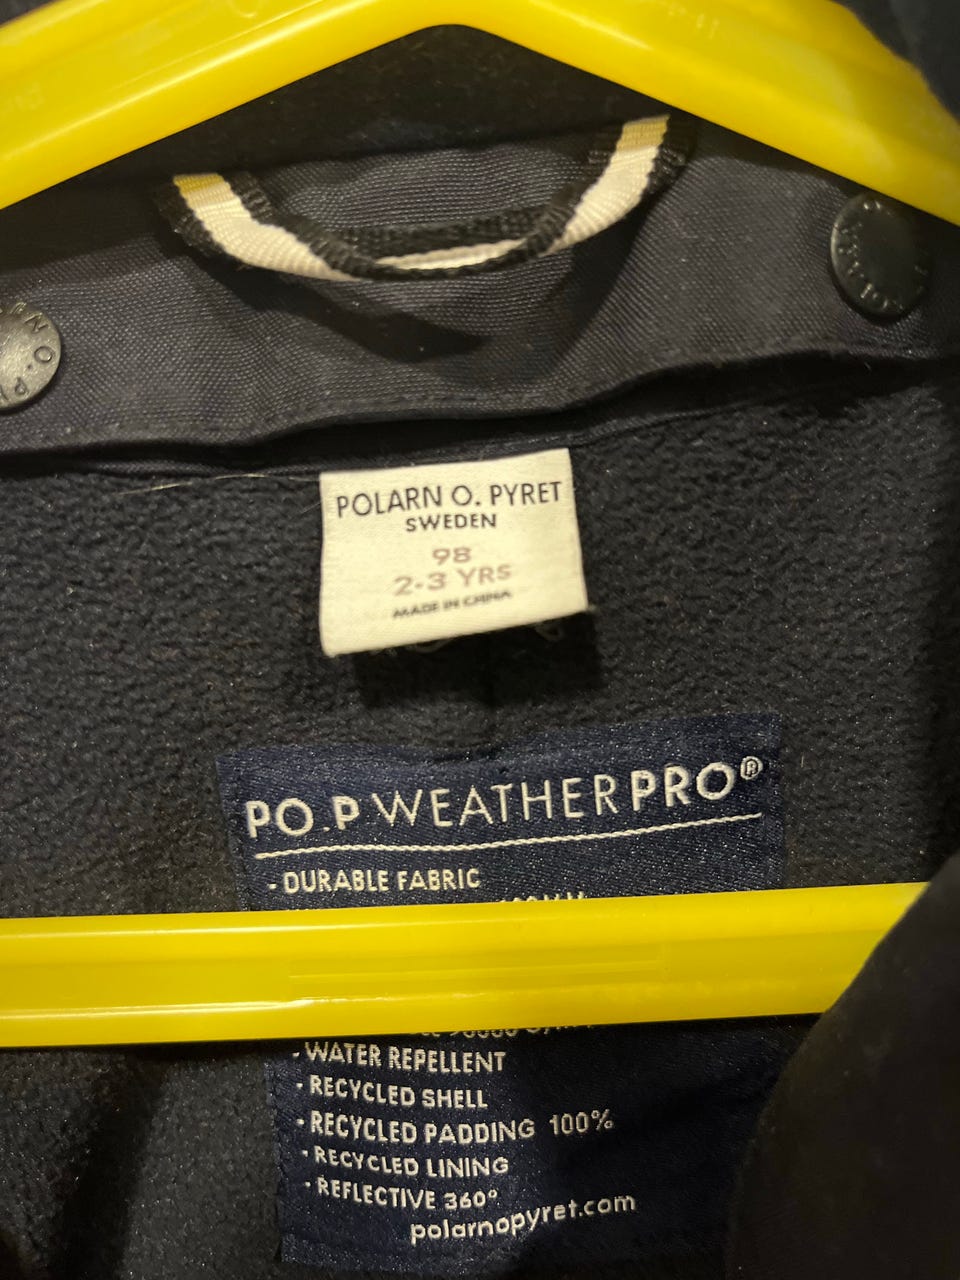 POLARN O. PYRET
SWEDEN
98
2-3 YRS
MADE IN CHINA
PO.P WEATHERPRO®
- DURABLE FABRIC
- WATER REPELLENT
- RECYCLED SHELL
- RECYCLED PADDING 100%
- RECYCLED LINING
- REFLECTIVE 360°
polarnopyret.com